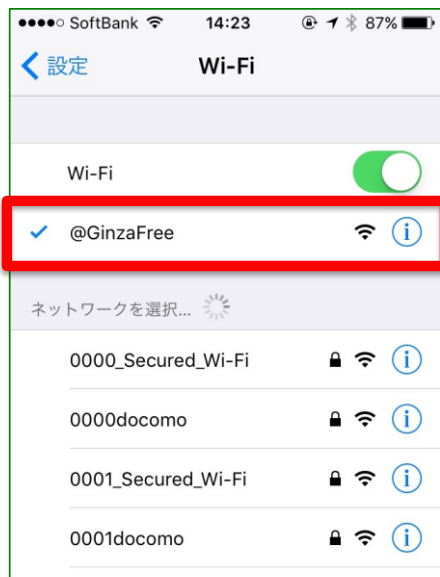 SoftBank 14:23 87%
設定 Wi-Fi
Wi-Fi
@GinzaFree
ネットワークを選択...
0000_Secured_Wi-Fi
0000docomo
0001_Secured_Wi-Fi
0001docomo